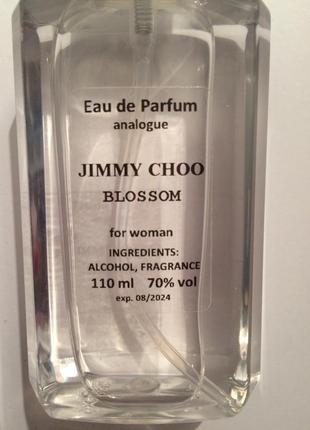 Eau de Parfum
analogue
JIMMY CHOO
BLOSSOM
for woman
INGREDIENTS:
ALCOHOL, FRAGRANCE
110 ml 70% vol
exp. 08/2024